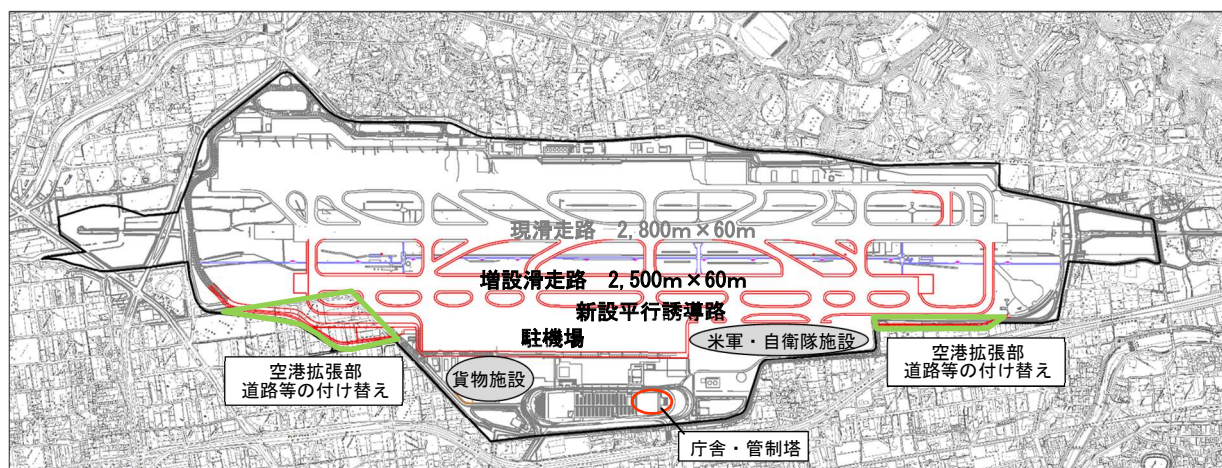 現滑走路 2,800m×60m
増設滑走路 2,500m×60m
新設平行誘導路
駐機場
米軍・自衛隊施設
空港拡張部
道路等の付け替え
貨物施設
空港拡張部
道路等の付け替え
庁舎・管制塔